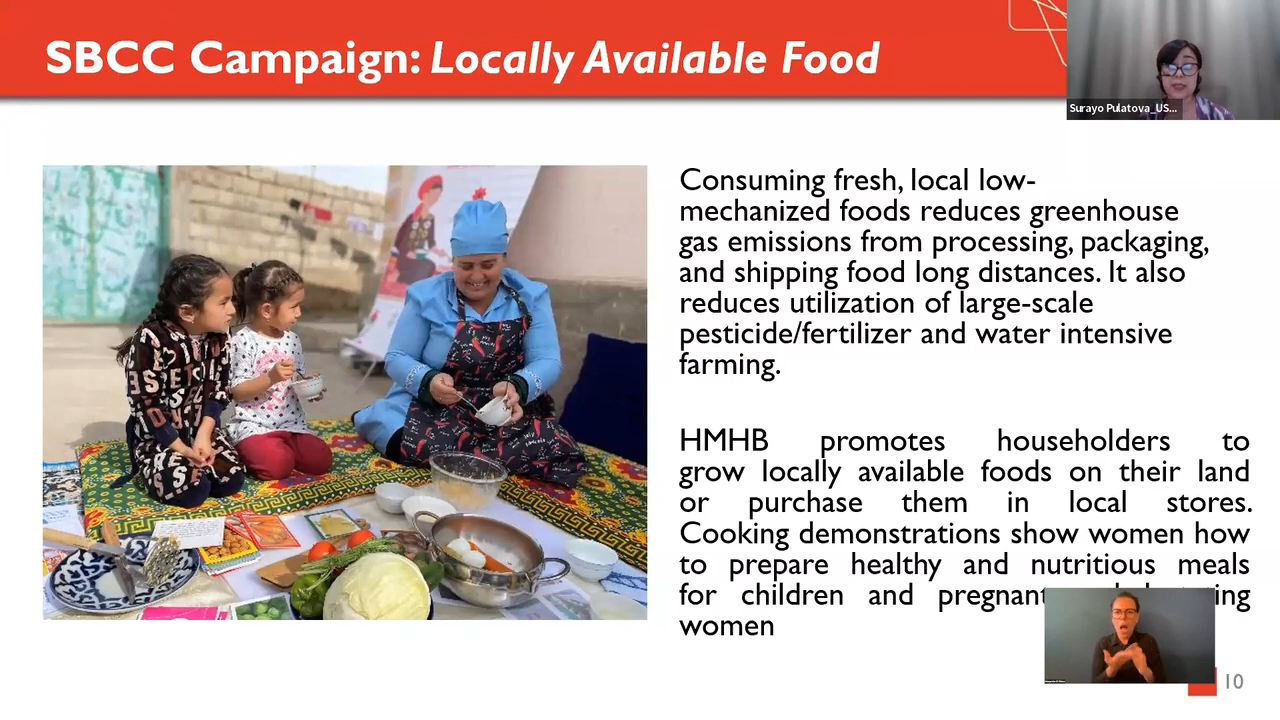 SBCC Campaign: Locally Available Food
Surayo Pulatova_US...
Consuming fresh, local low-
mechanized foods reduces greenhouse
gas emissions from processing, packaging,
and shipping food long distances. It also
reduces utilization of large-scale
pesticide/fertilizer and water intensive
farming.
HMHB promotes householders to
grow locally available foods on their land
or purchase them in local stores.
Cooking demonstrations show women how
to prepare healthy and nutritious meals
for children and pregnant
women
10